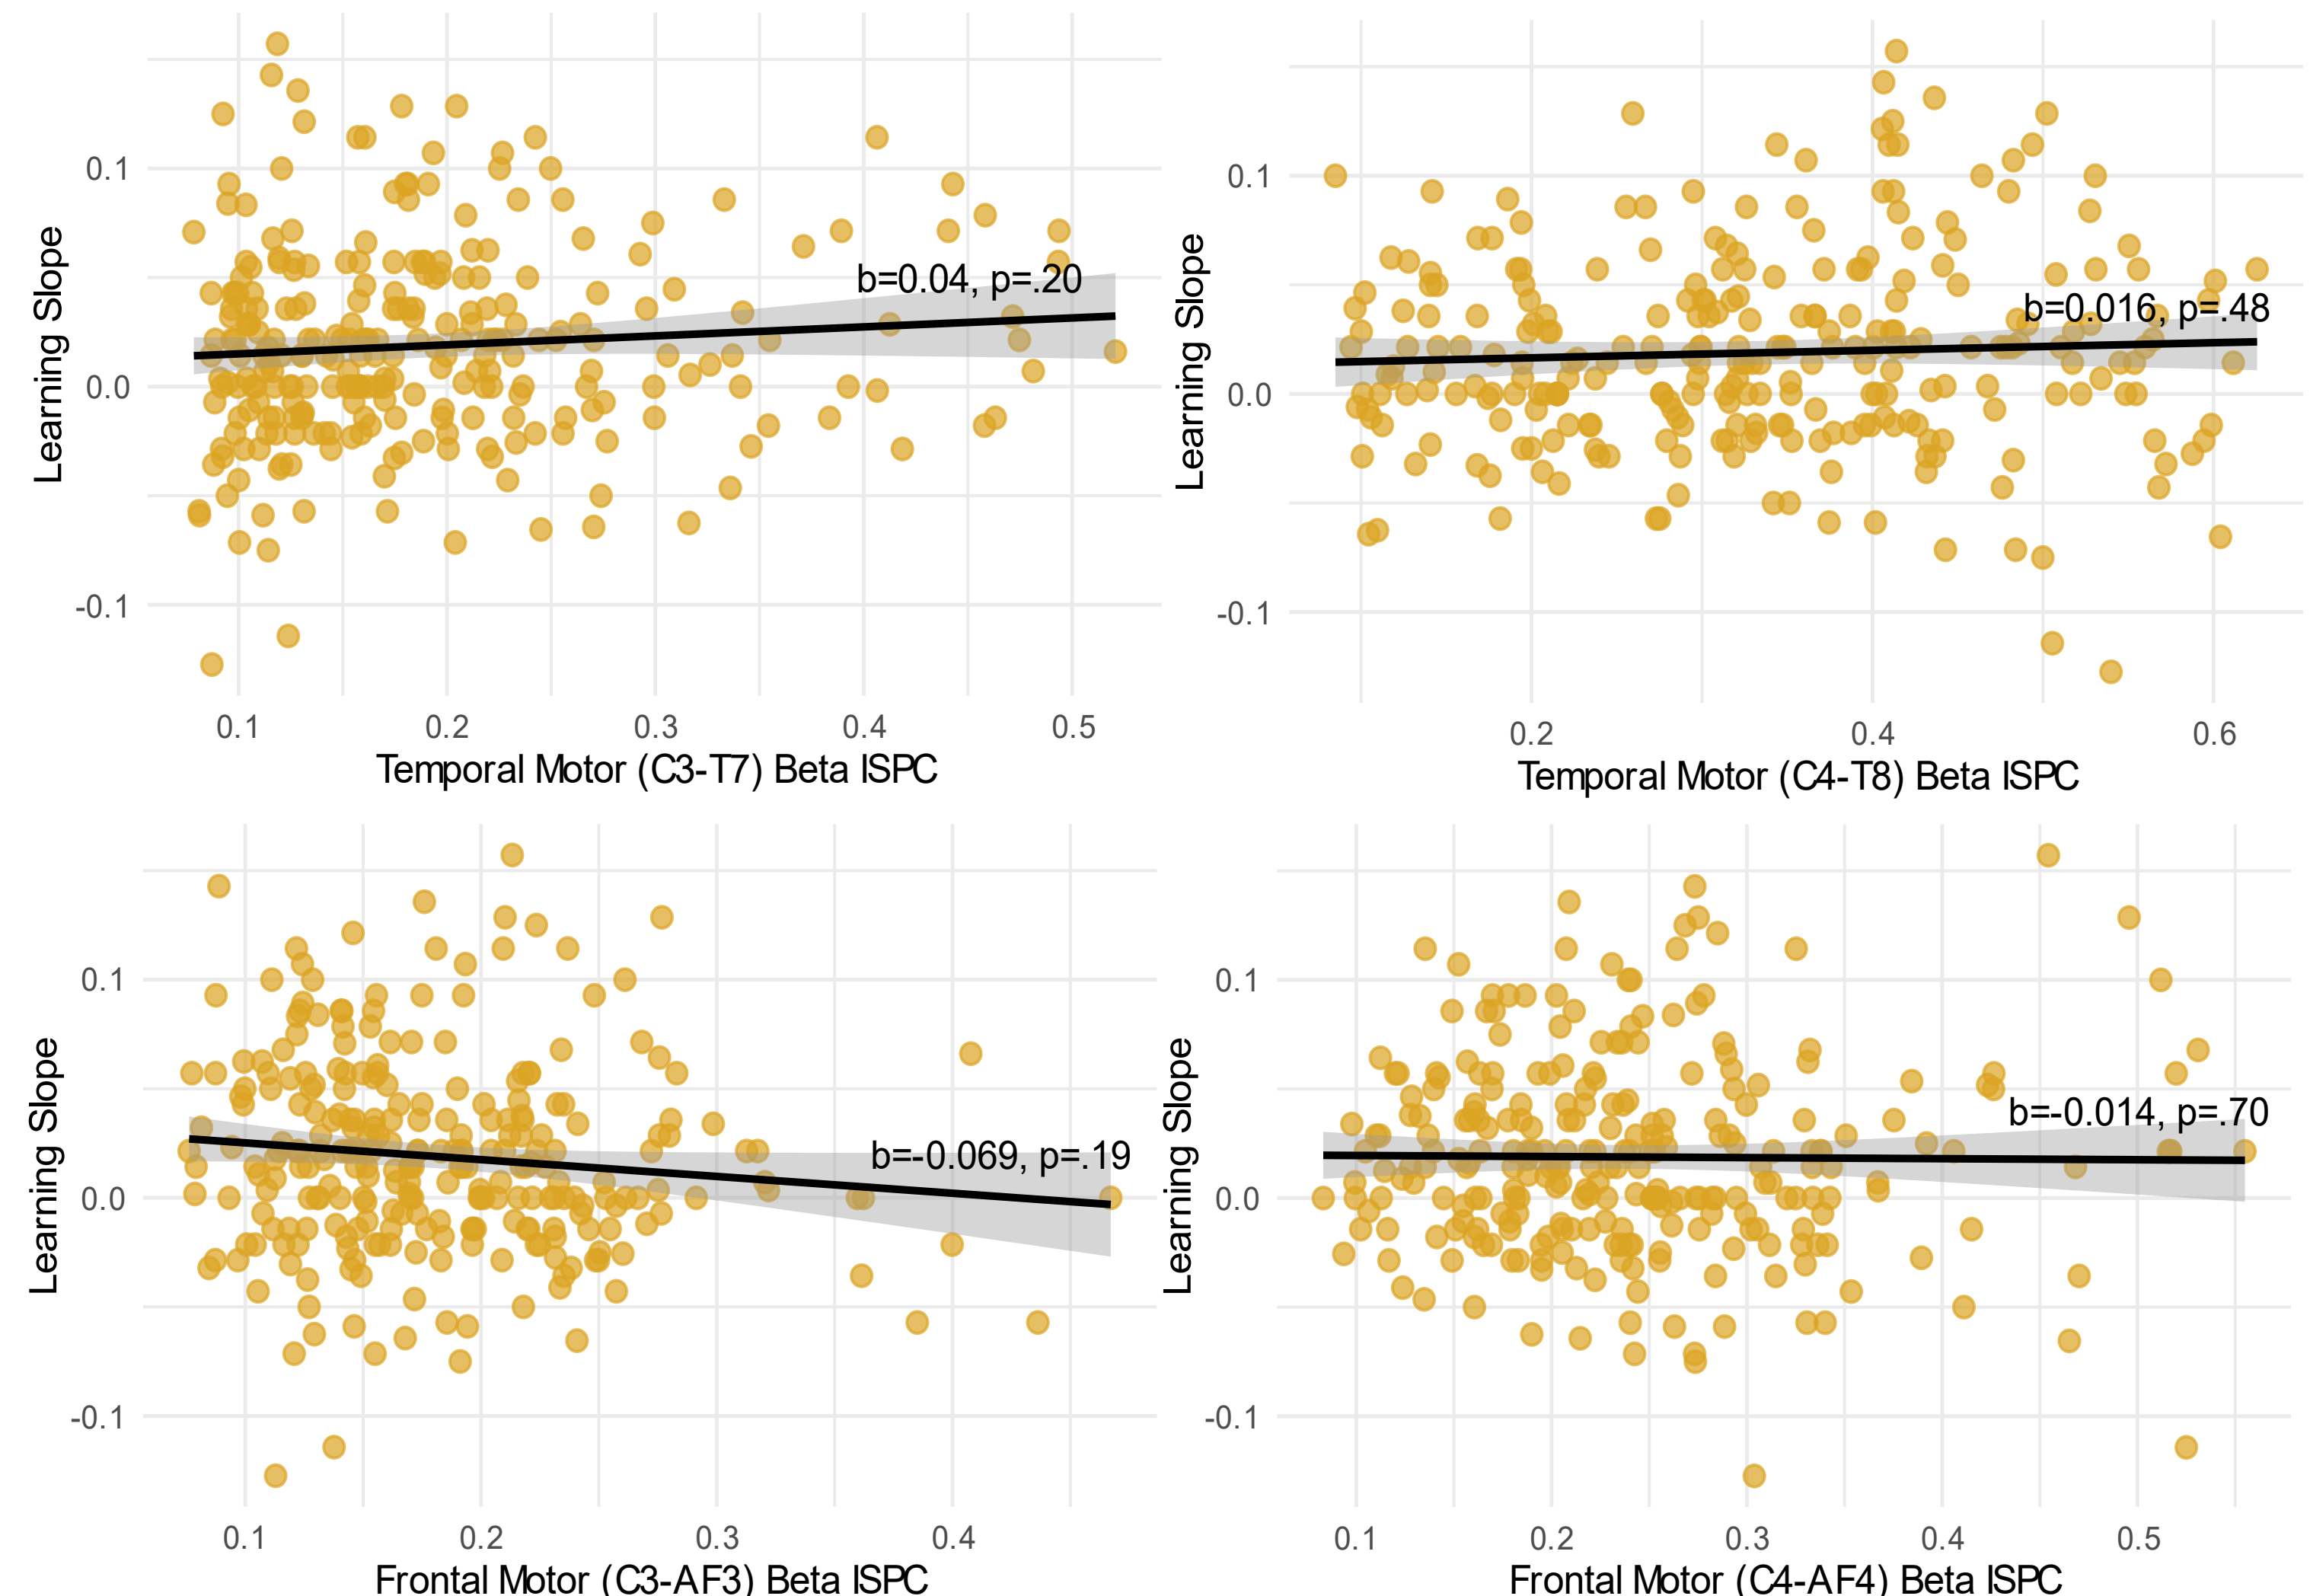 Learning Slope
0.1
0.0
-0.1
b=0.04, p=.20
0.1 0.2 0.3 0.4 0.5
Temporal Motor (C3-T7) Beta ISPC
Learning Slope
0.1
0.0
-0.1
b=0.016, p=.48
0.2 0.4 0.6
Temporal Motor (C4-T8) Beta ISPC
Learning Slope
0.1
0.0
-0.1
b=-0.069, p=.19
0.1 0.2 0.3 0.4
Frontal Motor (C3-AF3) Beta ISPC
Learning Slope
0.1
0.0
-0.1
b=-0.014, p=.70
0.1 0.2 0.3 0.4 0.5
Frontal Motor (C4-AF4) Beta ISPC